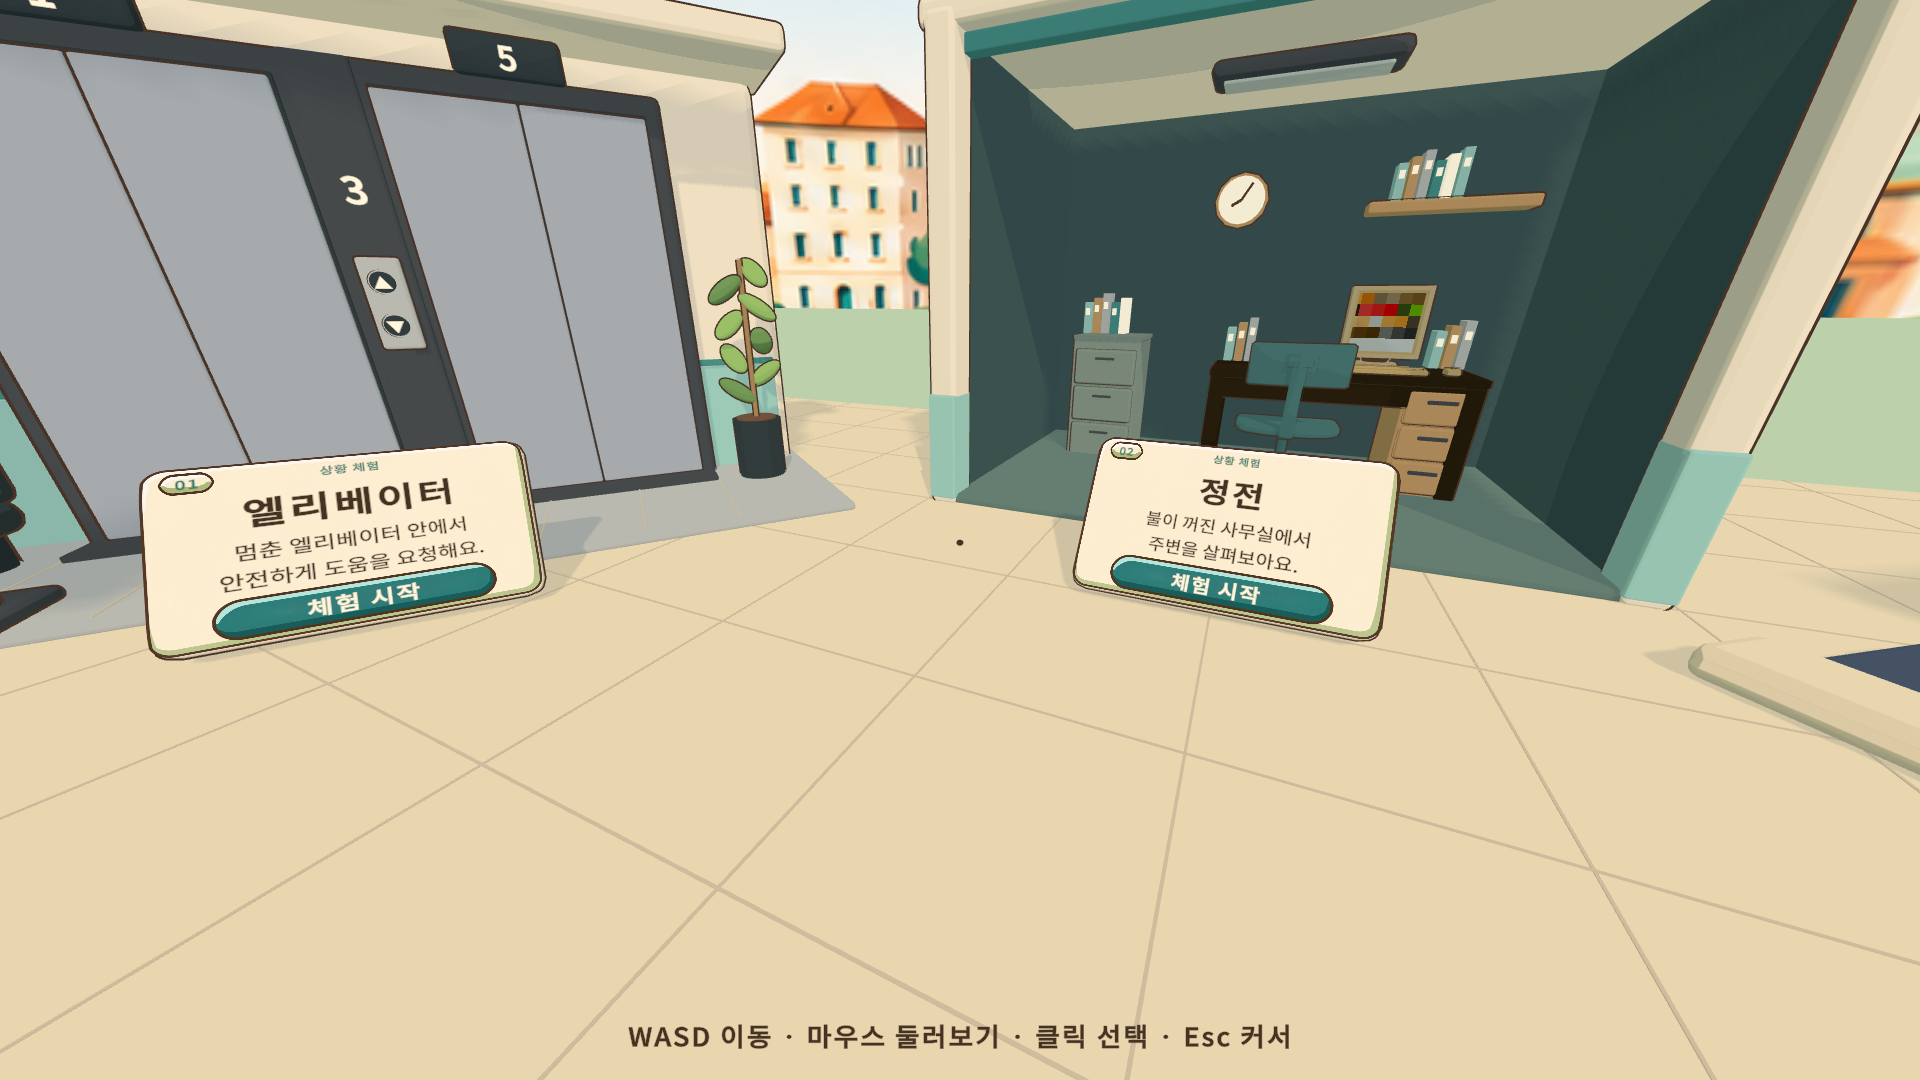 5
3
01
상황 체험
엘리베이터
멈춘 엘리베이터 안에서
안전하게 도움을 요청해요.
체험 시작
02
상황 체험
정전
불이 꺼진 사무실에서
주변을 살펴보아요.
체험 시작
WASD 이동 · 마우스 둘러보기 · 클릭 선택 · Esc 커서